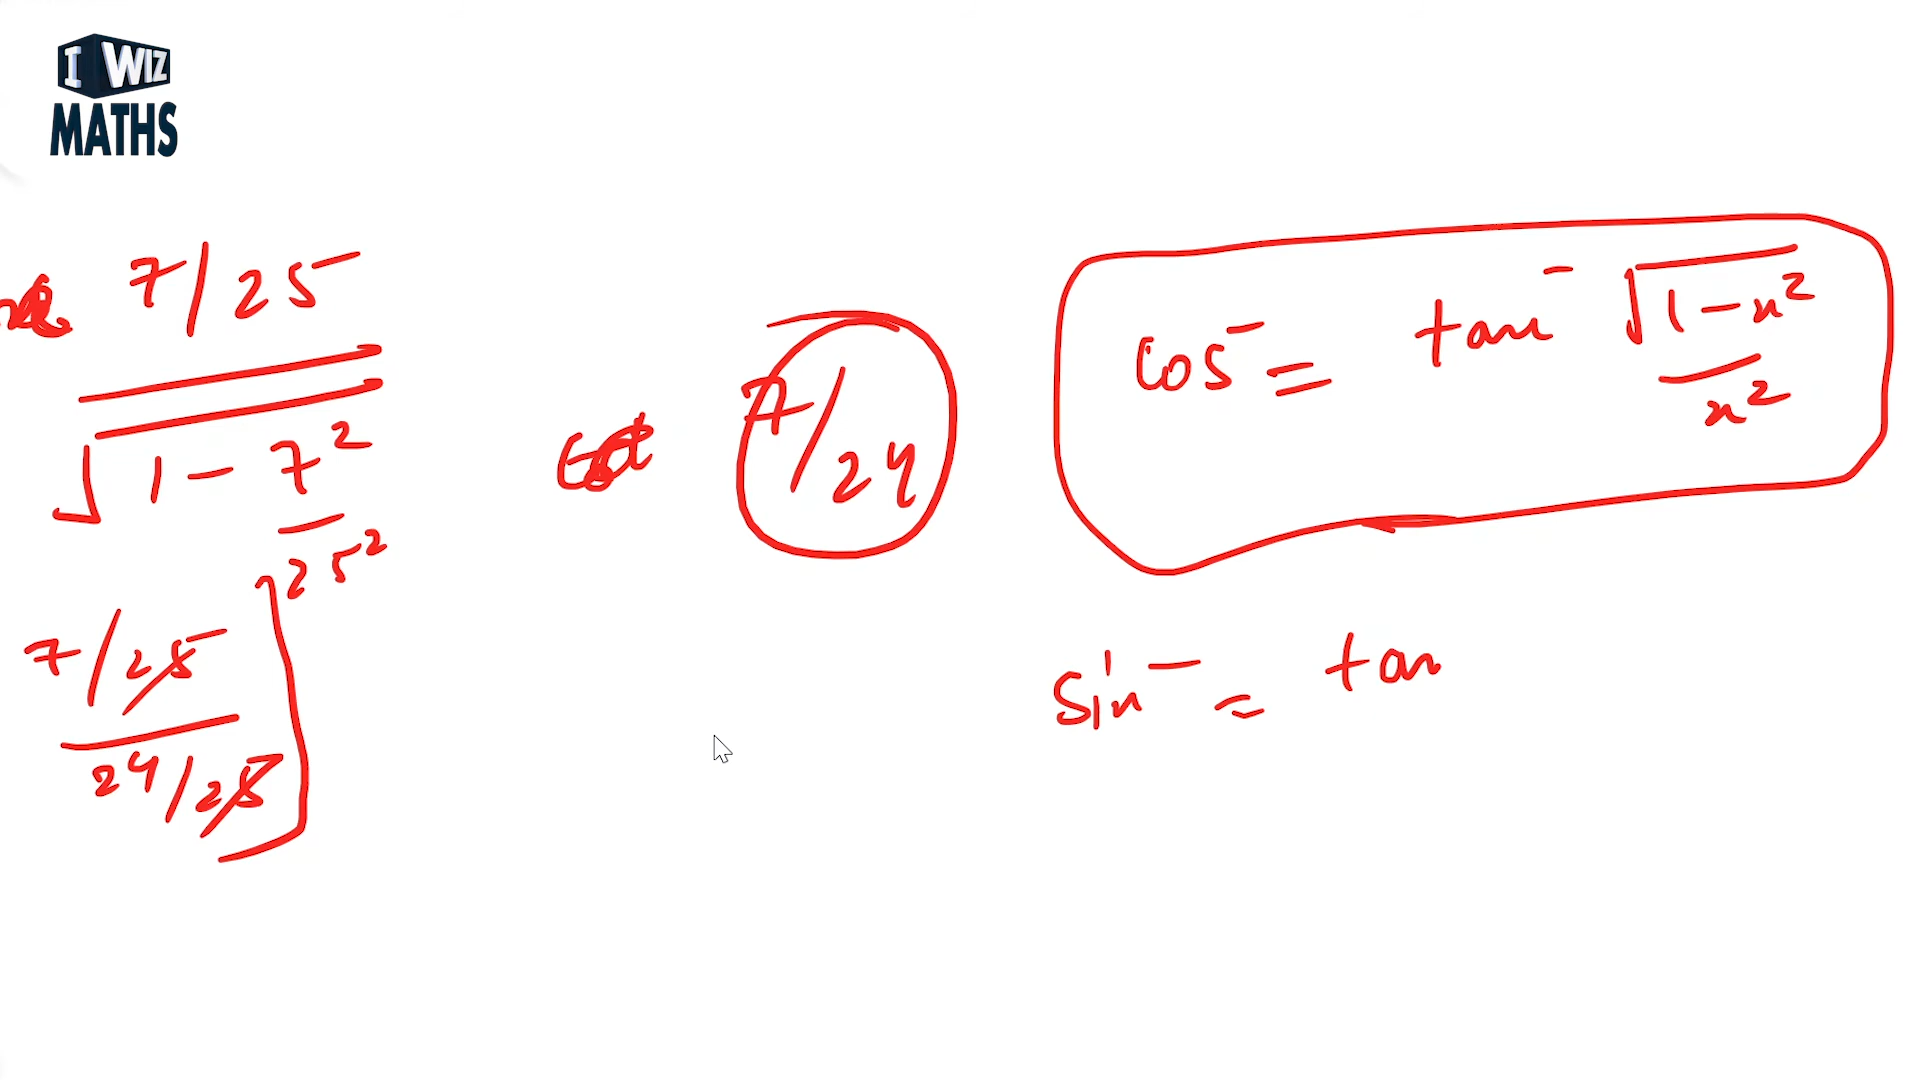 I WIZ
MATHS
7/25
√1 - 7²
25²
7/25
24/25
7/24
cos⁻ = tan⁻ √1-x²
x²
sin⁻ = tan